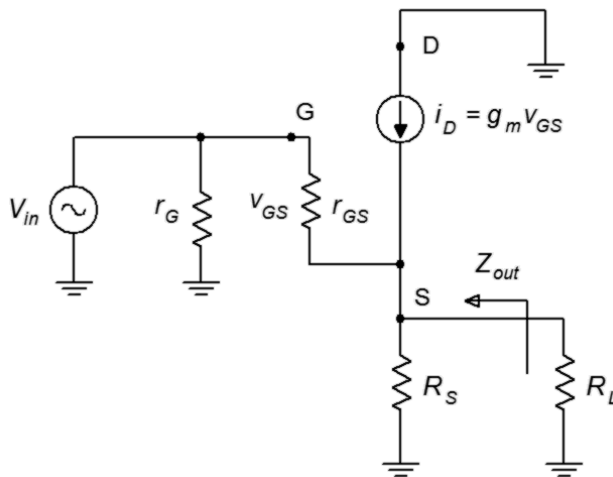 D
i_D = g_m v_GS
G
V_in
r_G
v_GS
r_GS
Z_out
S
R_S
R_L